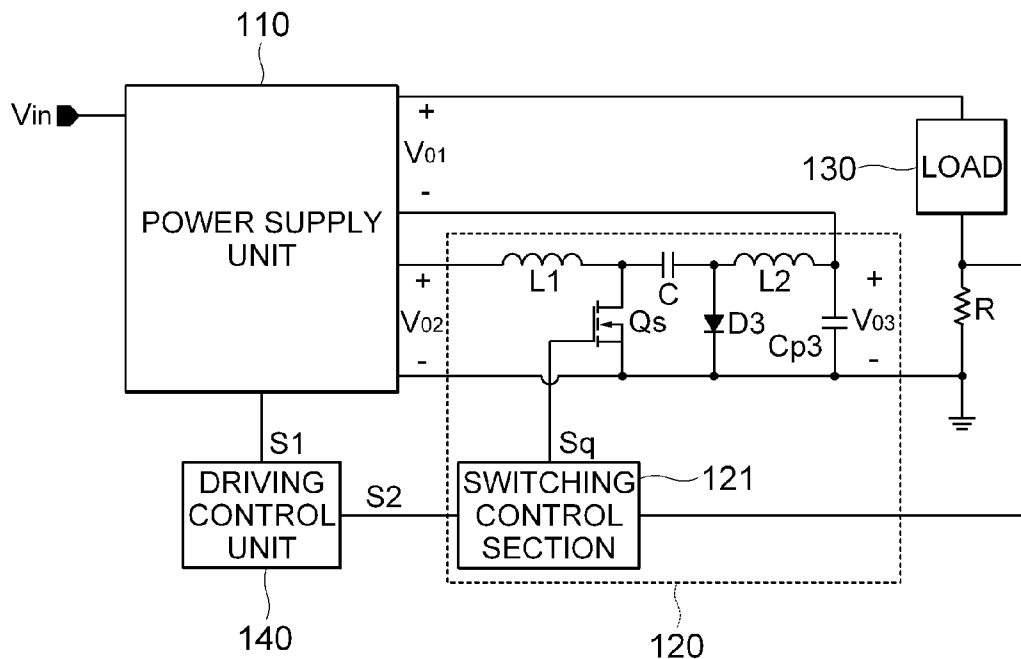 110
Vin
+
V01
-
POWER SUPPLY
UNIT
+
V02
-
130
LOAD
L1
C
L2
Qs
D3
Cp3
+
V03
-
R
S1
Sq
DRIVING
CONTROL
UNIT
S2
SWITCHING
CONTROL
SECTION
121
140
120